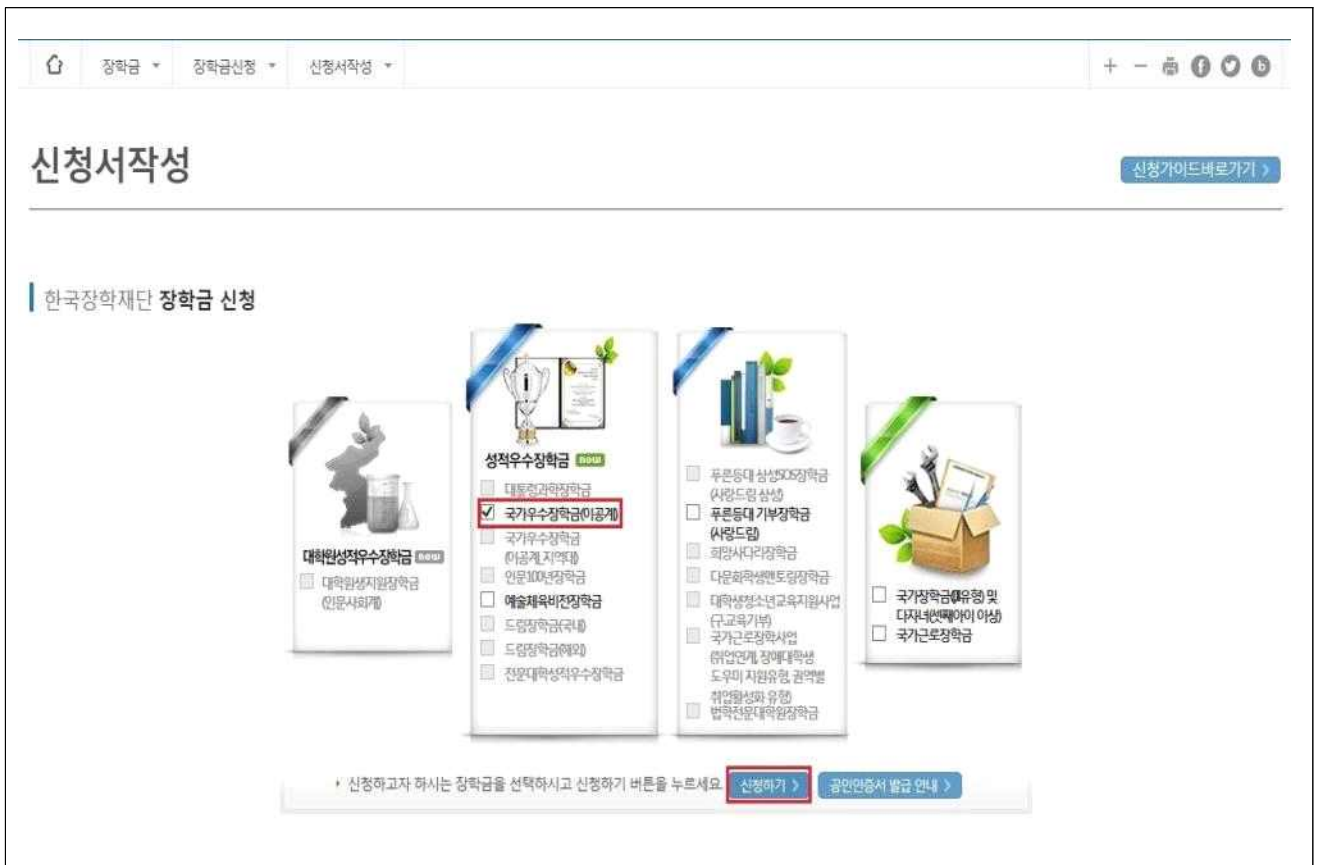 장학금
장학금신청
신청서작성
신청서작성
신청가이드바로가기
한국장학재단 장학금 신청
대학원성적우수장학금 new
대학원생지원장학금
(인문사회계)
성적우수장학금 new
대통령과학장학금
국가우수장학금(이공계)
국가우수장학금
(이공계,지역대)
인문100년장학금
예술체육비전장학금
드림장학금(국내)
드림장학금(해외)
전문대학성적우수장학금
푸른등대 삼성SOS장학금
(사랑드림 삼성)
푸른등대 기부장학금
(사랑드림)
희망사다리장학금
다문화학생멘토링장학금
대학생청소년교육지원사업
(구.교육기부)
국가근로장학사업
(취업연계, 장애대학생
도우미 지원유형, 권역별
취업활성화 유형)
법학전문대학원장학금
국가장학금(Ⅱ유형) 및
다자녀(셋째아이 이상)
국가근로장학금
신청하고자 하시는 장학금을 선택하시고 신청하기 버튼을 누르세요.
신청하기
공인인증서 발급 안내